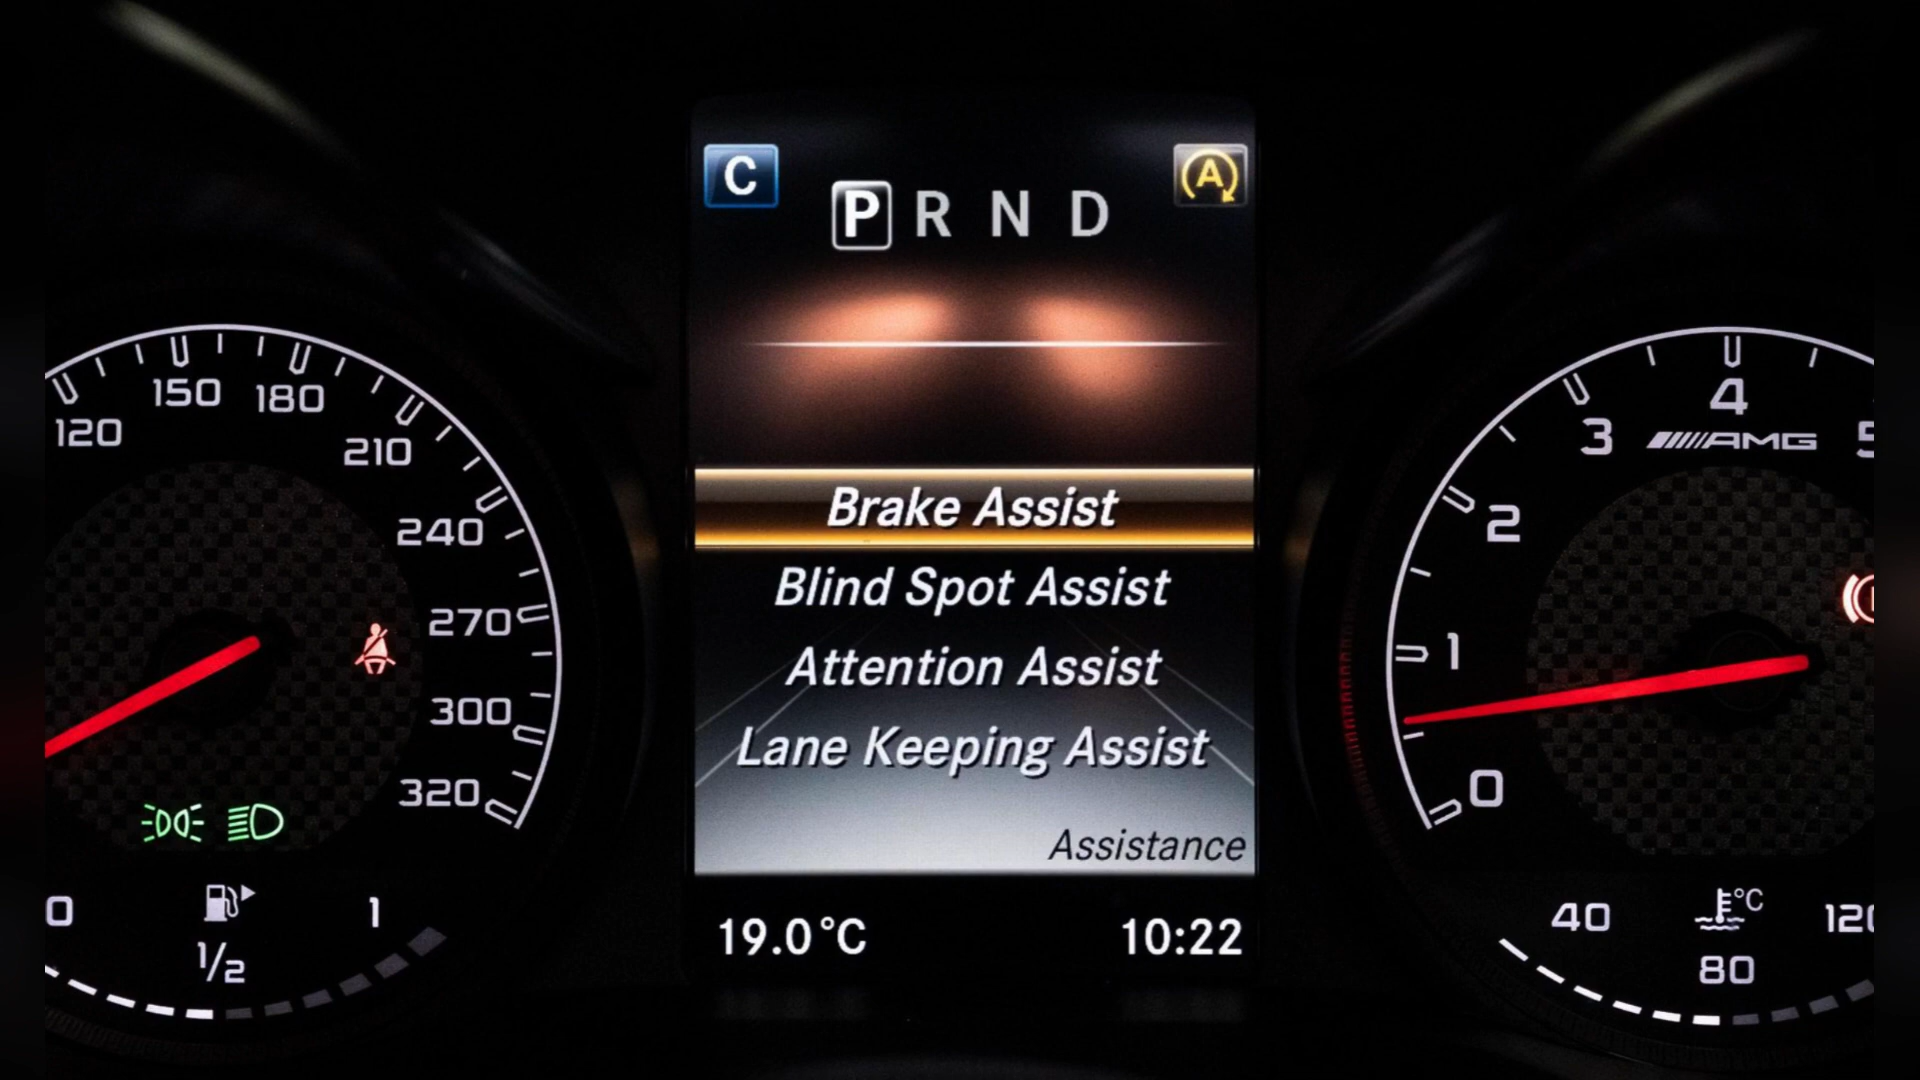 C
A
P R N D
120
150
180
210
240
270
300
320
0
1
1/2
Brake Assist
Blind Spot Assist
Attention Assist
Lane Keeping Assist
Assistance
19.0°C
10:22
0
1
2
3
4
5
AMG
°C
40
80
120